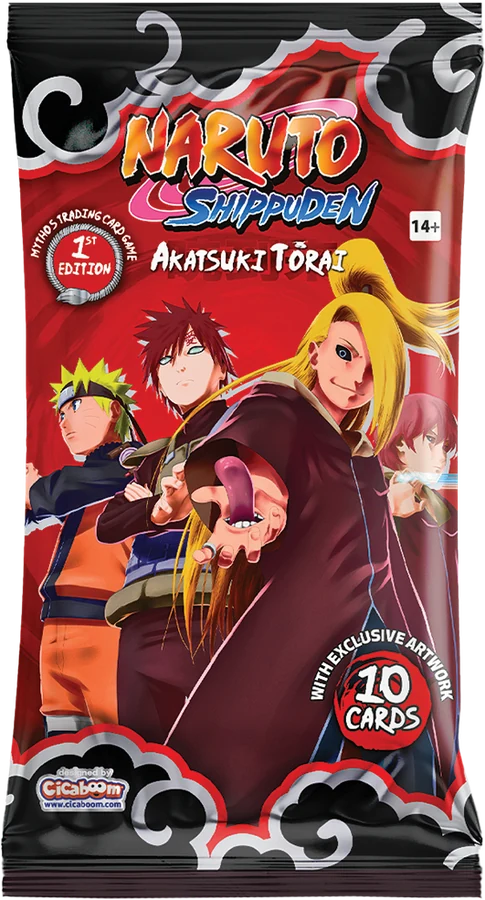 NARUTO
SHIPPUDEN
AKATSUKI TŌRAI
14+
MYTHOS TRADING CARD GAME
1ST
EDITION
WITH EXCLUSIVE ARTWORK
10
CARDS
designed by
Cicaboom
www.cicaboom.com